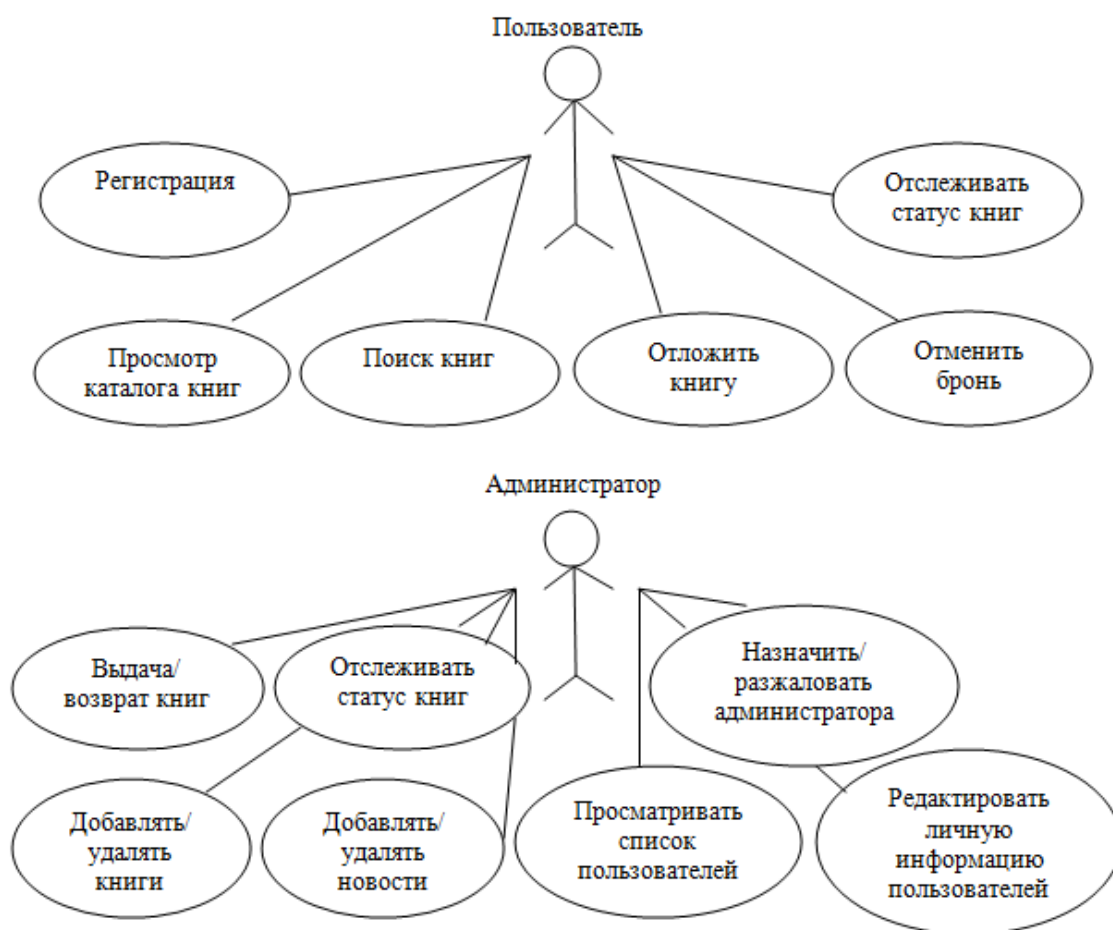 Пользователь
Регистрация
Отслеживать
статус книг
Просмотр
каталога книг
Поиск книг
Отложить
книгу
Отменить
бронь
Администратор
Выдача/
возврат книг
Отслеживать
статус книг
Назначить/
разжаловать
администратора
Добавлять/
удалять
книги
Добавлять/
удалять
новости
Просматривать
список
пользователей
Редактировать
личную
информацию
пользователей